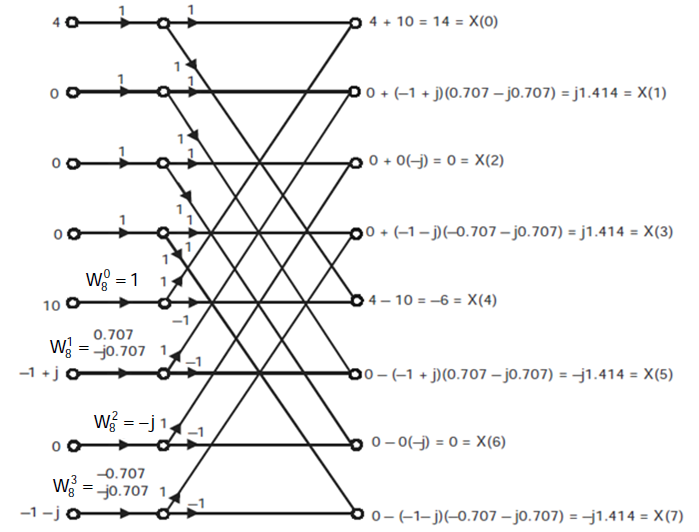 4 1 1 4 + 10 = 14 = X(0)
1
0 1 1 0 + (–1 + j)(0.707 – j0.707) = j1.414 = X(1)
1
0 1 1 0 + 0(–j) = 0 = X(2)
1
0 1 1 0 + (–1 – j)(–0.707 – j0.707) = j1.414 = X(3)
1 1
W₈⁰ = 1 1
10 4 – 10 = –6 = X(4)
–1
0.707
W₈¹ = –j0.707 1 –1
–1 + j 0 – (–1 + j)(0.707 – j0.707) = –j1.414 = X(5)
W₈² = –j 1 –1
0 0 – 0(–j) = 0 = X(6)
–0.707
W₈³ = –j0.707 1 –1
–1 – j 0 – (–1– j)(–0.707 – j0.707) = –j1.414 = X(7)